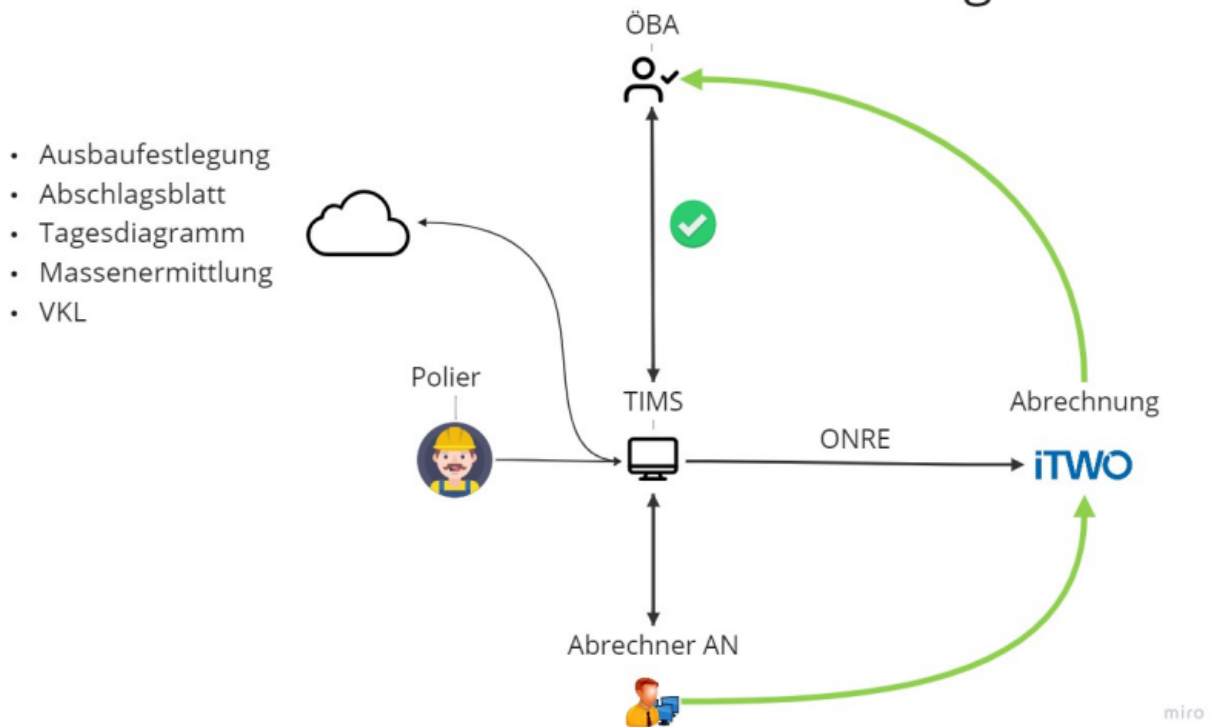 ÖBA
• Ausbaufestlegung
• Abschlagsblatt
• Tagesdiagramm
• Massenermittlung
• VKL
Polier
TIMS
Abrechnung
ONRE
iTWO
Abrechner AN
miro